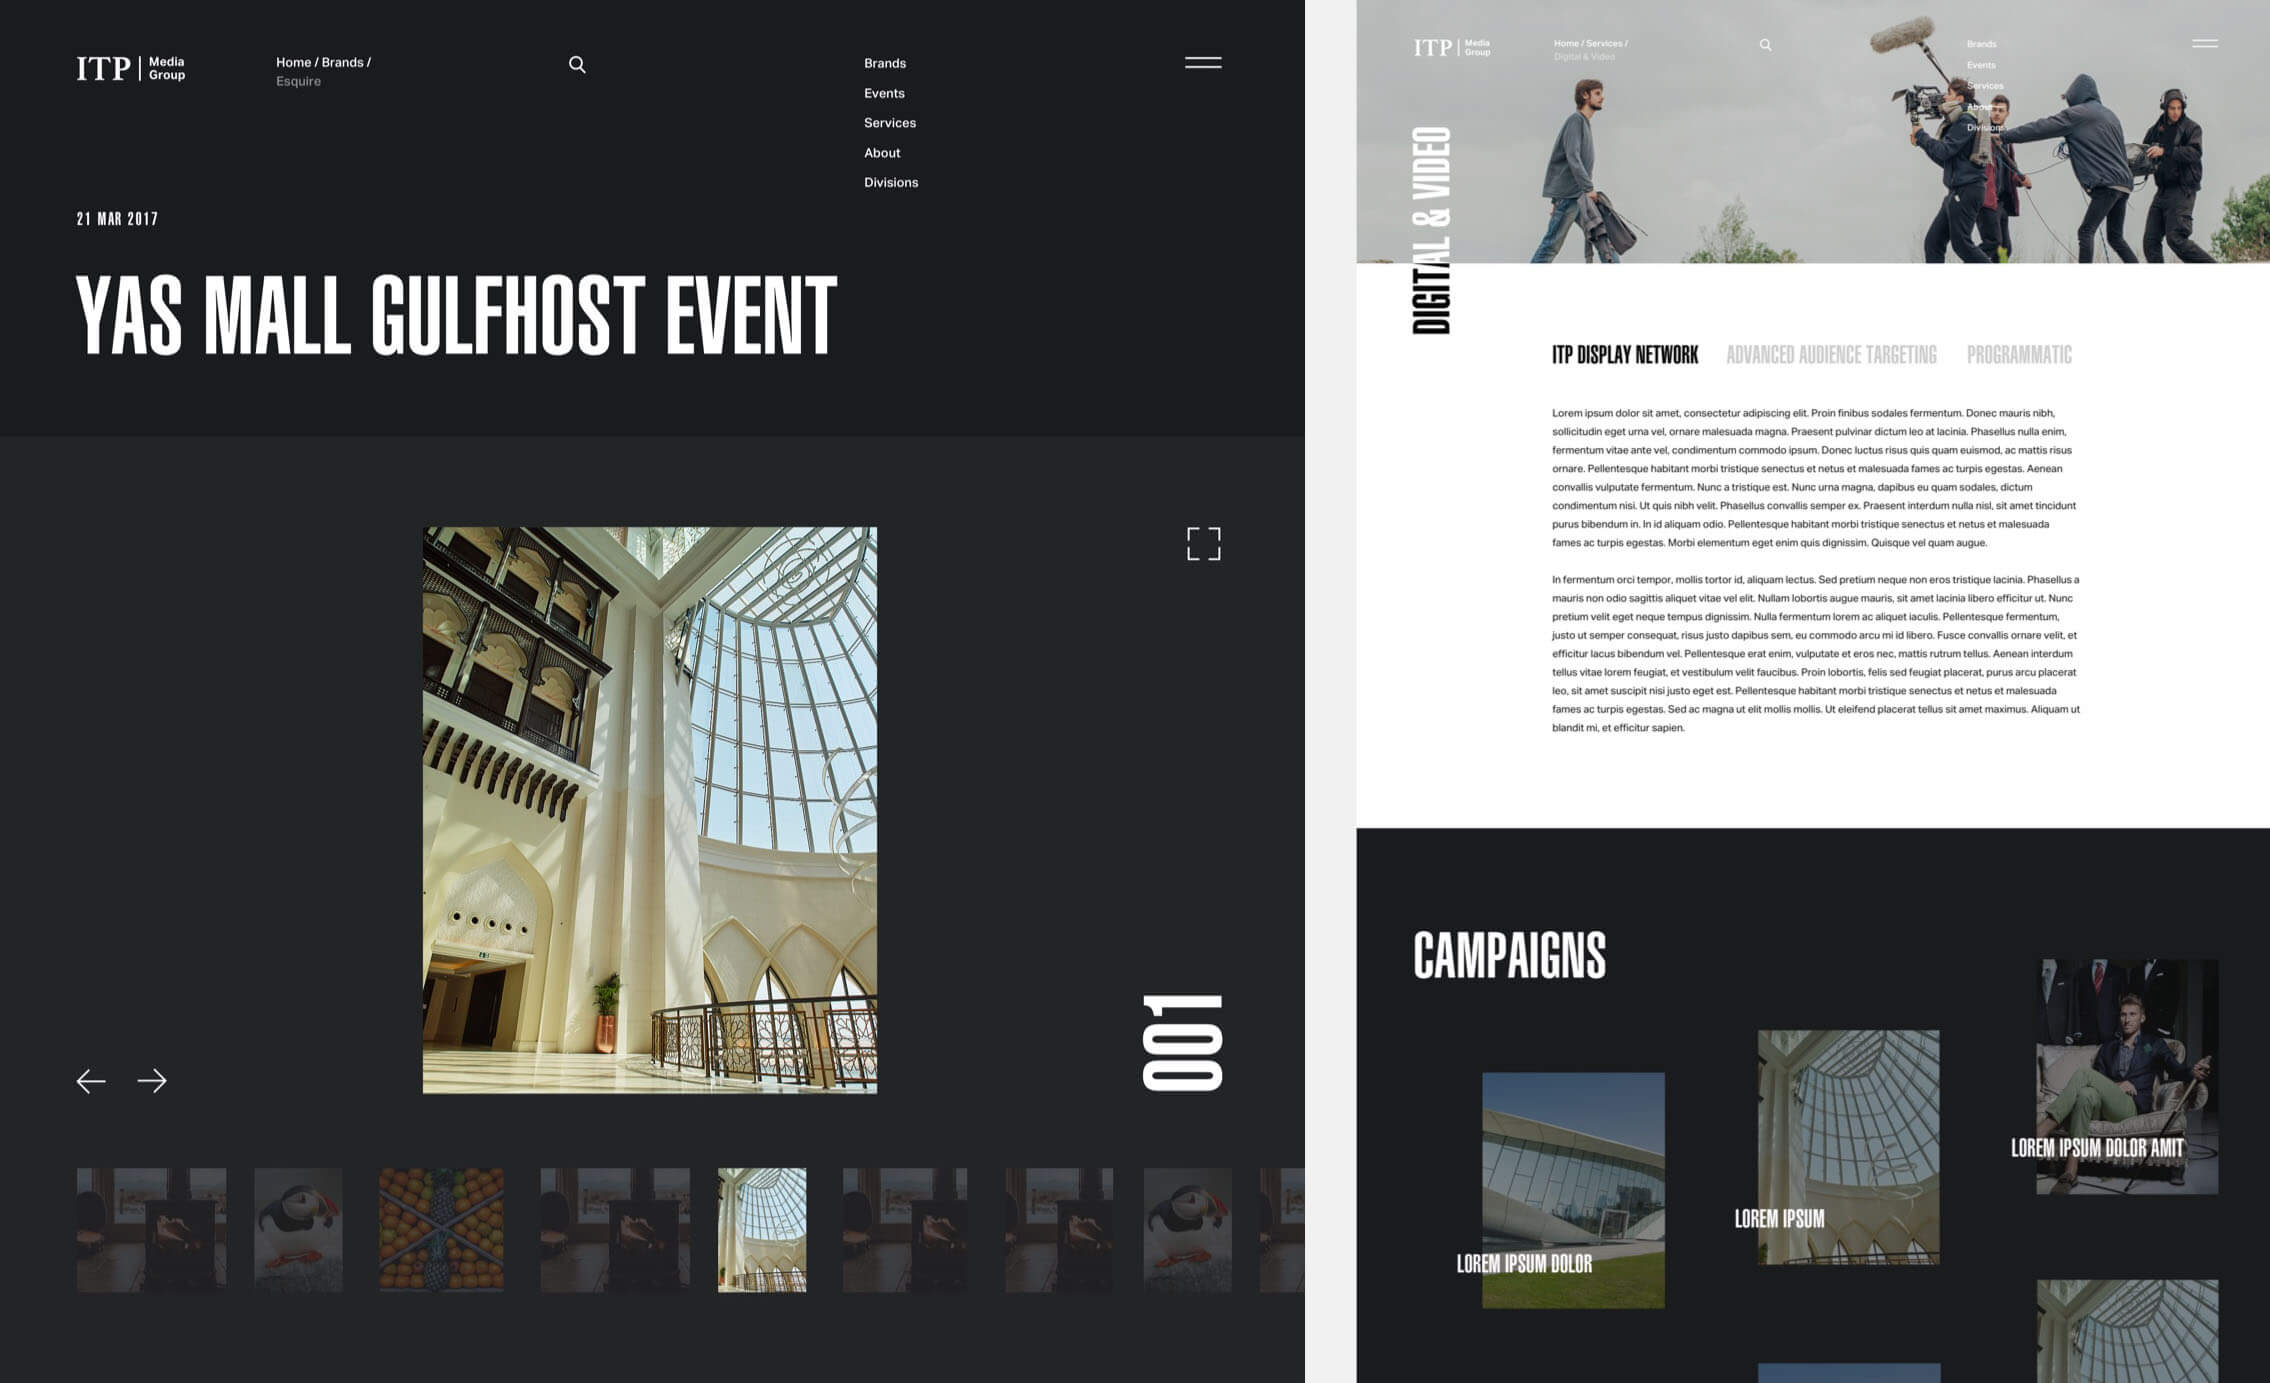 ITP
Media
Group
Home / Brands /
Esquire
Brands
Events
Services
About
Divisions
21 MAR 2017
YAS MALL GULFHOST EVENT
001
ITP
Media
Group
Home / Services /
Digital & Video
Brands
Events
Services
About
Divisions
DIGITAL & VIDEO
ITP DISPLAY NETWORK
ADVANCED AUDIENCE TARGETING
PROGRAMMATIC
Lorem ipsum dolor sit amet, consectetur adipiscing elit. Proin finibus sodales fermentum. Donec mauris nibh,
sollicitudin eget urna vel, ornare malesuada magna. Praesent pulvinar dictum leo at lacinia. Phasellus nulla enim,
fermentum vitae ante vel, condimentum commodo ipsum. Donec luctus risus quis quam euismod, ac mattis risus
ornare. Pellentesque habitant morbi tristique senectus et netus et malesuada fames ac turpis egestas. Aenean
convallis vulputate fermentum. Nunc a tristique est. Nunc urna magna, dapibus eu quam sodales, dictum
condimentum nisi. Ut quis nibh velit. Phasellus convallis semper ex. Praesent interdum nulla nisl, sit amet tincidunt
purus bibendum in. In id aliquam odio. Pellentesque habitant morbi tristique senectus et netus et malesuada
fames ac turpis egestas. Morbi elementum eget enim quis dignissim. Quisque vel quam augue.
In fermentum orci tempor, mollis tortor id, aliquam lectus. Sed pretium neque non eros tristique lacinia. Phasellus a
mauris non odio sagittis aliquet vitae vel elit. Nullam lobortis augue mauris, sit amet lacinia libero efficitur ut. Nunc
pretium velit eget neque tempus dignissim. Nulla fermentum lorem ac aliquet iaculis. Pellentesque fermentum,
justo ut semper consequat, risus justo dapibus sem, eu commodo arcu mi id libero. Fusce convallis ornare velit, et
efficitur lacus bibendum vel. Pellentesque erat enim, vulputate et eros nec, mattis rutrum tellus. Aenean interdum
tellus vitae lorem feugiat, et vestibulum velit faucibus. Proin lobortis, felis sed feugiat placerat, purus arcu placerat
leo, sit amet suscipit nisi justo eget est. Pellentesque habitant morbi tristique senectus et netus et malesuada
fames ac turpis egestas. Sed ac magna ut elit mollis mollis. Ut eleifend placerat tellus sit amet maximus. Aliquam ut
blandit mi, et efficitur sapien.
CAMPAIGNS
LOREM IPSUM DOLOR
LOREM IPSUM
LOREM IPSUM DOLOR AMIT